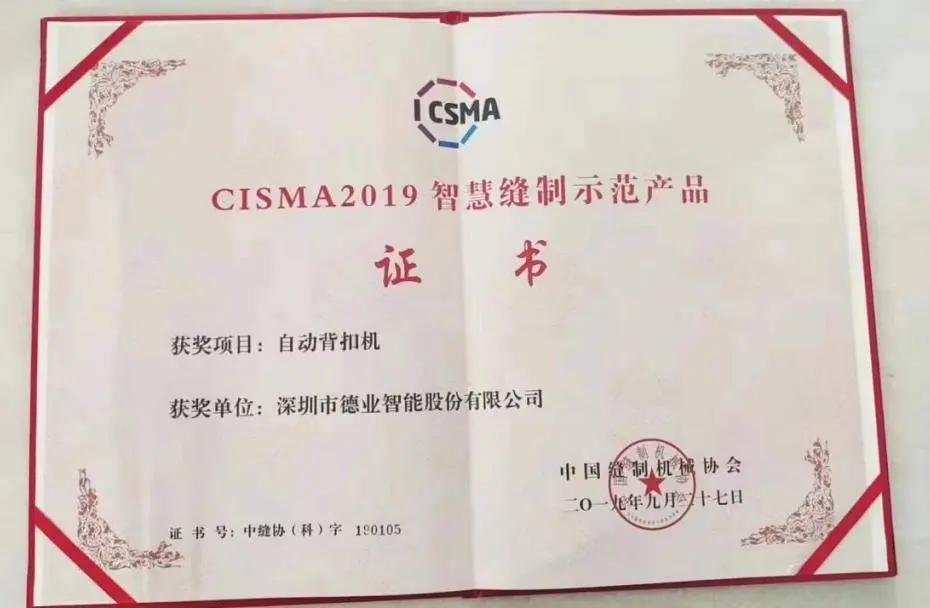 ICSMA
CISMA2019 智慧缝制示范产品
证 书
获奖项目：自动背扣机
获奖单位：深圳市德业智能股份有限公司
中国缝制机械协会
二〇一九年九月二十七日
证 书 号：中缝协（科）字 190105